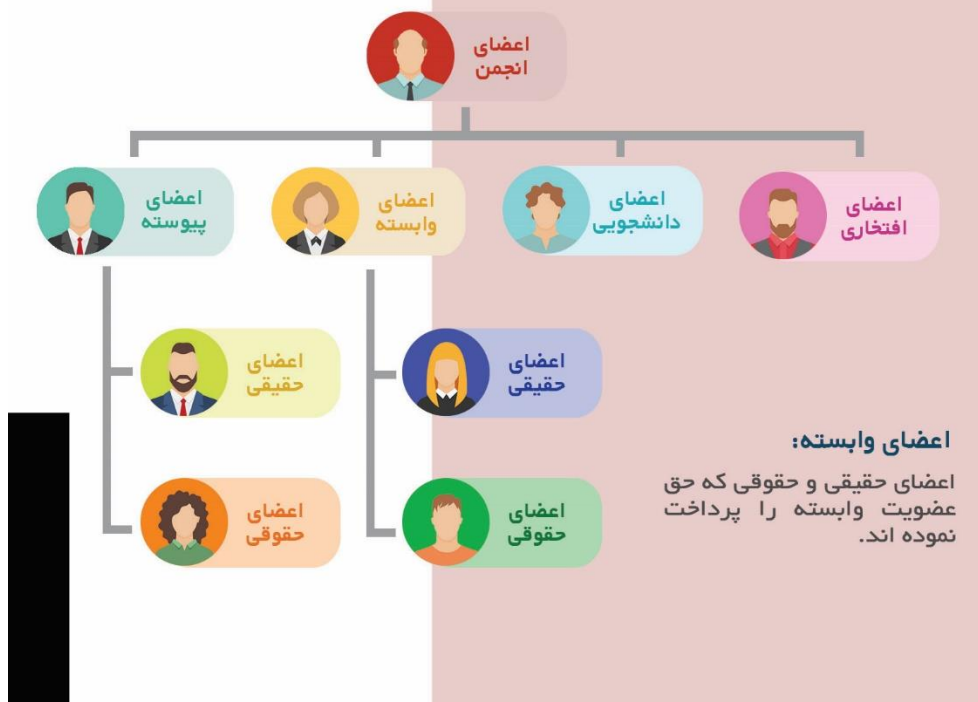 اعضای
انجمن
اعضای
افتخاری
اعضای
دانشجویی
اعضای
وابسته
اعضای
پیوسته
اعضای
حقیقی
اعضای
حقیقی
اعضای
حقوقی
اعضای
حقوقی
اعضای وابسته:
اعضای حقیقی و حقوقی که حق
عضویت وابسته را پرداخت
نموده اند.